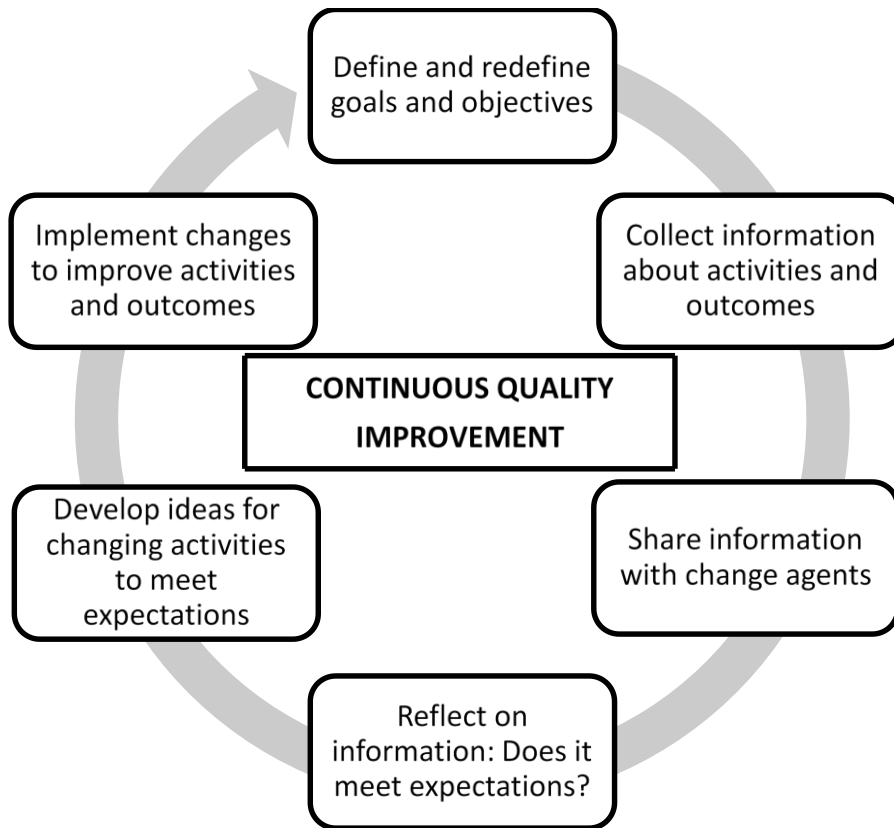 Define and redefine
goals and objectives
Collect information
about activities and
outcomes
Share information
with change agents
Reflect on
information: Does it
meet expectations?
Develop ideas for
changing activities
to meet
expectations
Implement changes
to improve activities
and outcomes
CONTINUOUS QUALITY
IMPROVEMENT